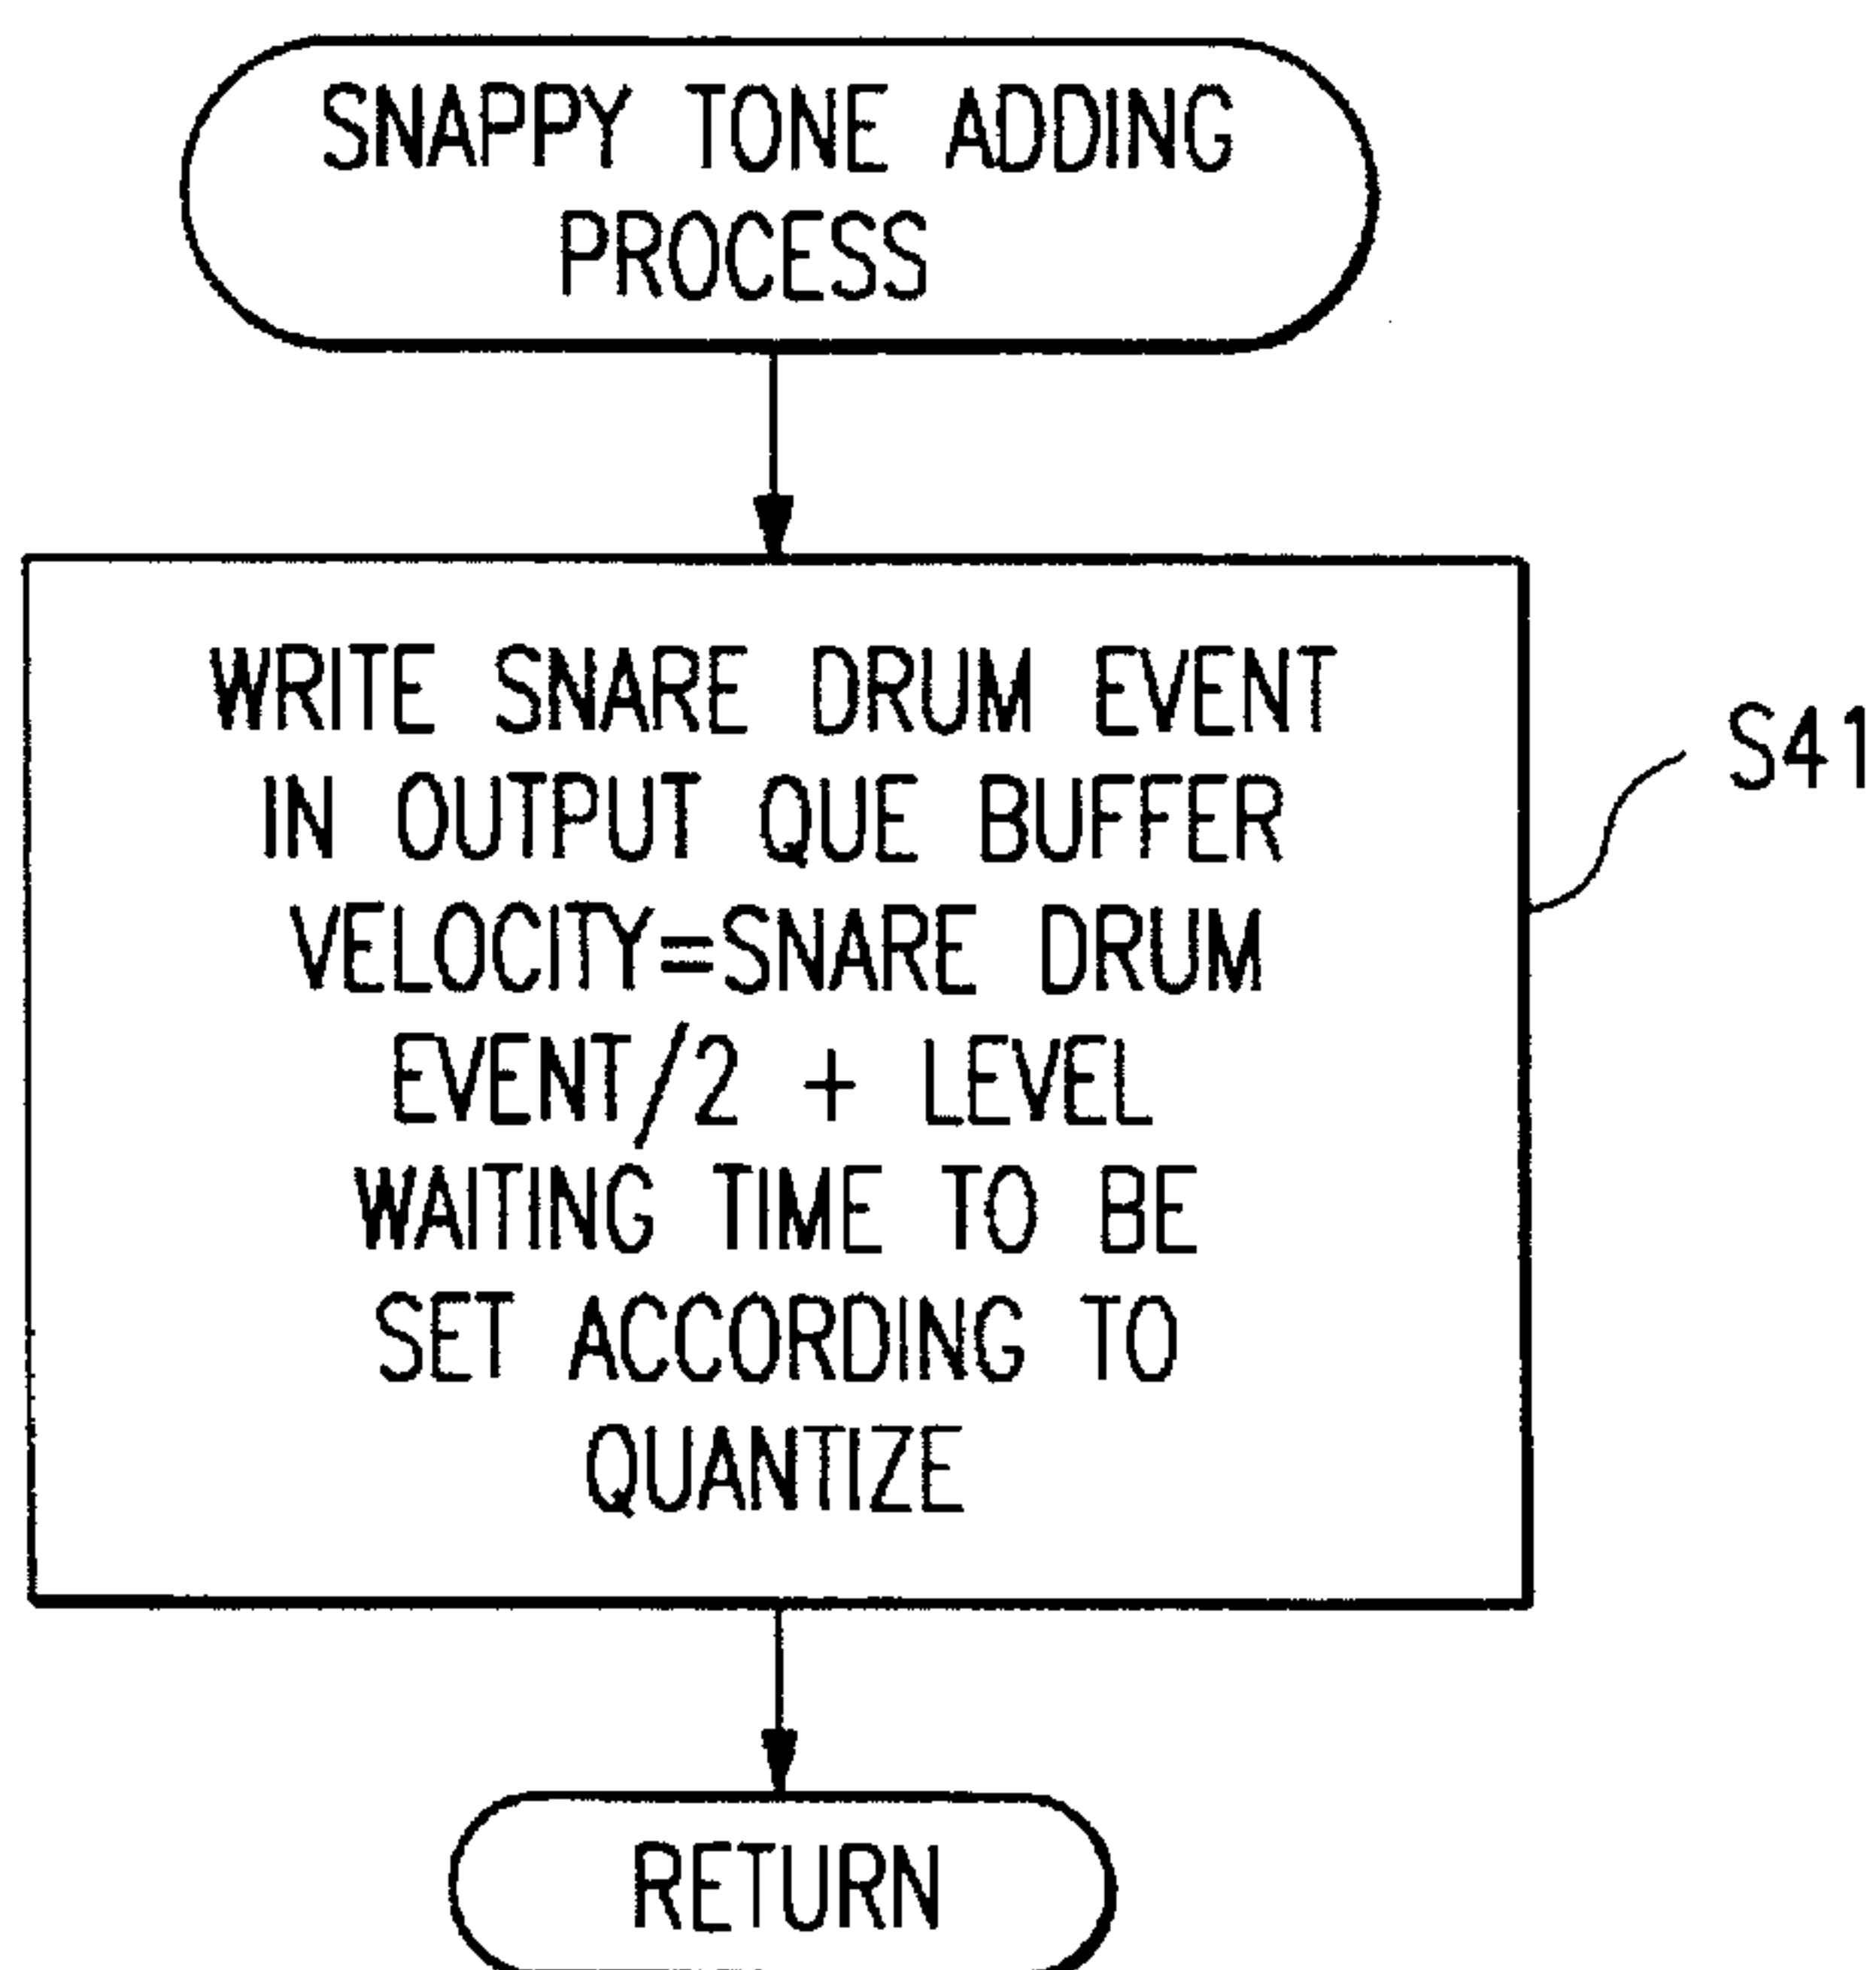 SNAPPY TONE ADDING
PROCESS
WRITE SNARE DRUM EVENT
IN OUTPUT QUE BUFFER
VELOCITY=SNARE DRUM
EVENT/2 + LEVEL
WAITING TIME TO BE
SET ACCORDING TO
QUANTIZE
S41
RETURN